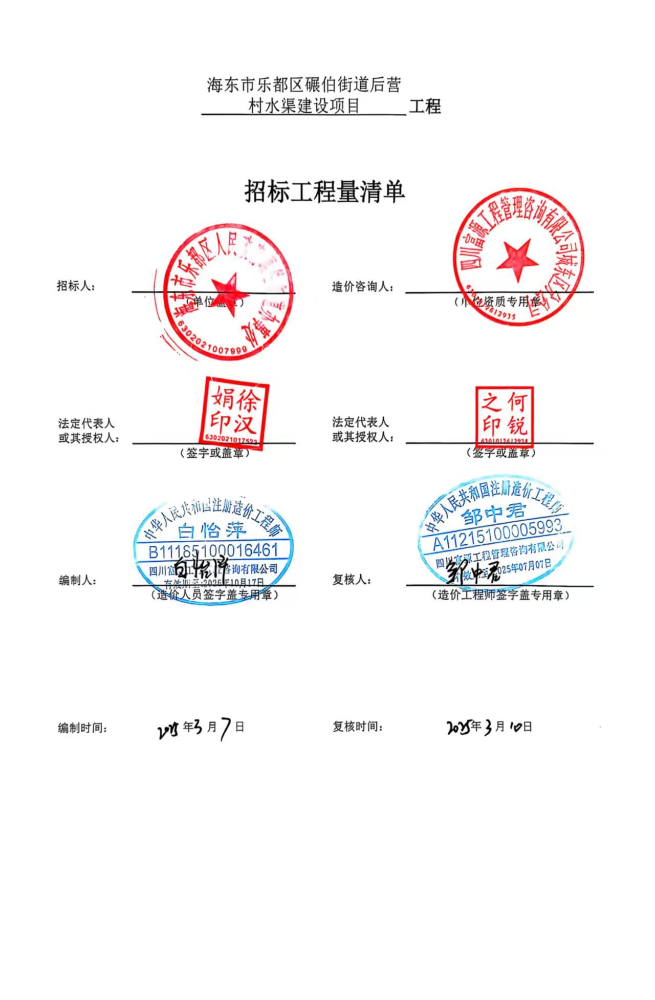 海东市乐都区碾伯街道后营
村水渠建设项目 工程
招标工程量清单
招标人：
海东市乐都区人民
办事处
6302021007999
（单位盖章）
造价咨询人：
四川富源工程管理咨询有限公司城东区分公司
（单位资质专用章）
法定代表人
或其授权人：
徐汉娟印
6302021017523
（签字或盖章）
法定代表人
或其授权人：
何锐之印
（签字或盖章）
编制人：
中华人民共和国注册造价工程师
白怡萍
B11185100016461
四川富 工 咨询有限公司
有效期至:2026年10月17日
白怡萍
（造价人员签字盖专用章）
复核人：
中华人民共和国注册造价工程师
邹中君
A11215100005993
四川富源工程管理咨询有限公司
有效 至 2025年07月07日
邹中君
（造价工程师签字盖专用章）
编制时间： 2025年3月7日
复核时间： 2025年3月10日